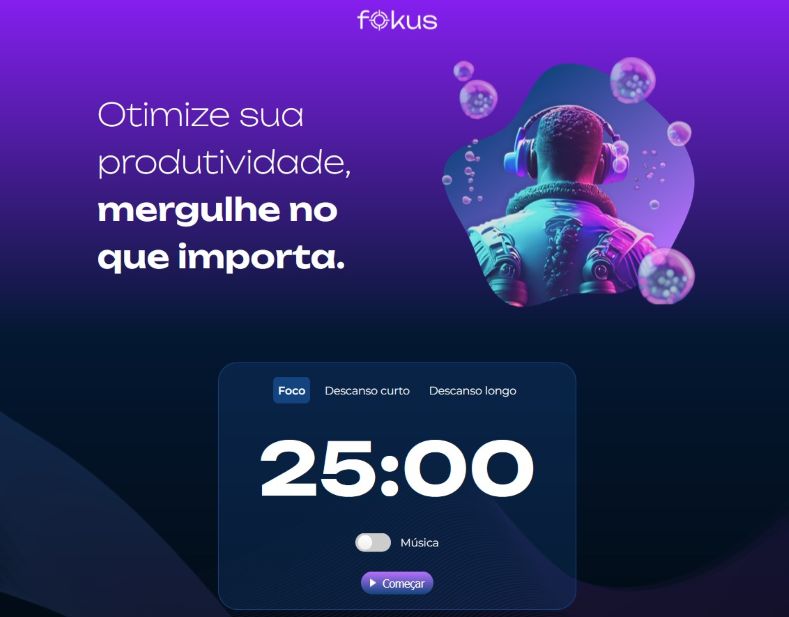 fokus
Otimize sua
produtividade,
mergulhe no
que importa.
Foco Descanso curto Descanso longo
25:00
Música
Começar